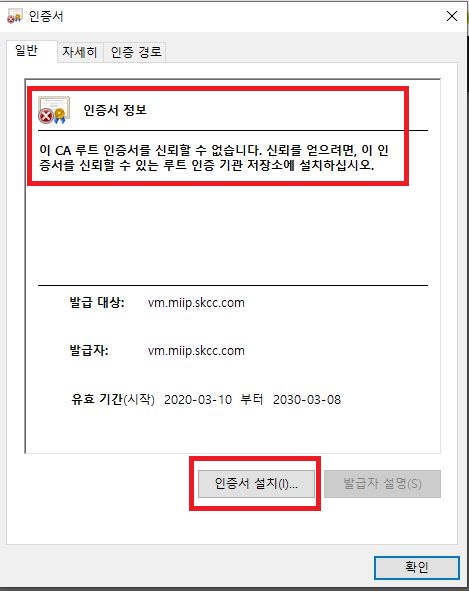 인증서
일반
자세히
인증 경로
인증서 정보
이 CA 루트 인증서를 신뢰할 수 없습니다. 신뢰를 얻으려면, 이 인
증서를 신뢰할 수 있는 루트 인증 기관 저장소에 설치하십시오.
발급 대상: vm.miip.skcc.com
발급자: vm.miip.skcc.com
유효 기간(시작) 2020-03-10 부터 2030-03-08
인증서 설치(I)...
발급자 설명(S)
확인